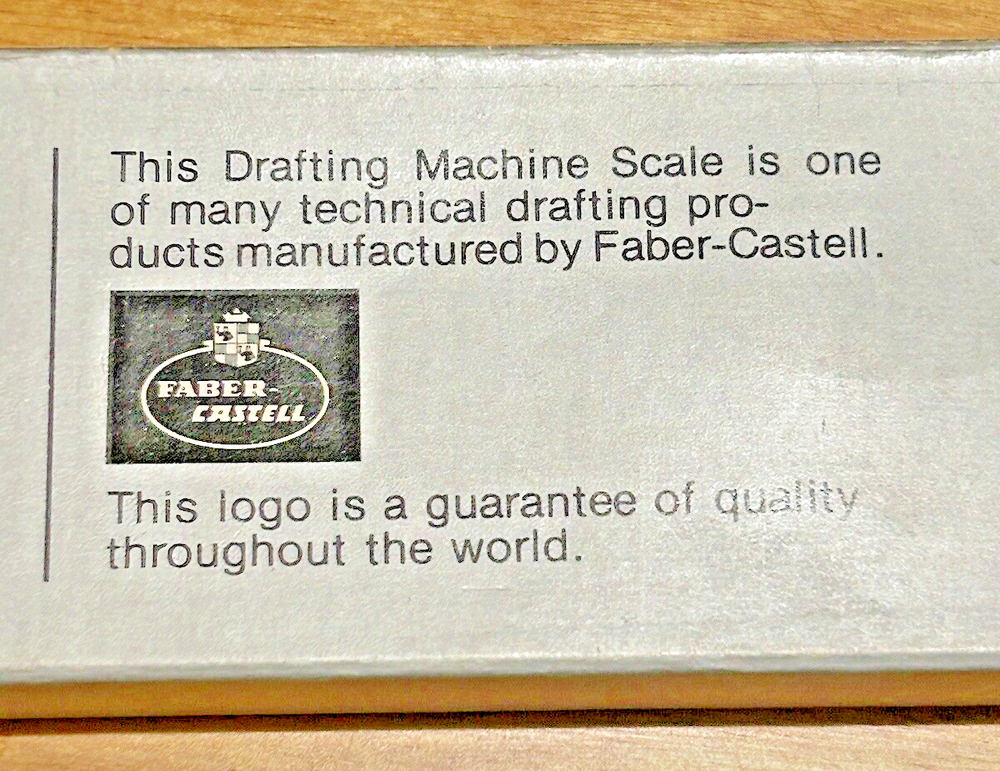 This Drafting Machine Scale is one
of many technical drafting pro-
ducts manufactured by Faber-Castell.
FABER-
CASTELL
This logo is a guarantee of quality
throughout the world.